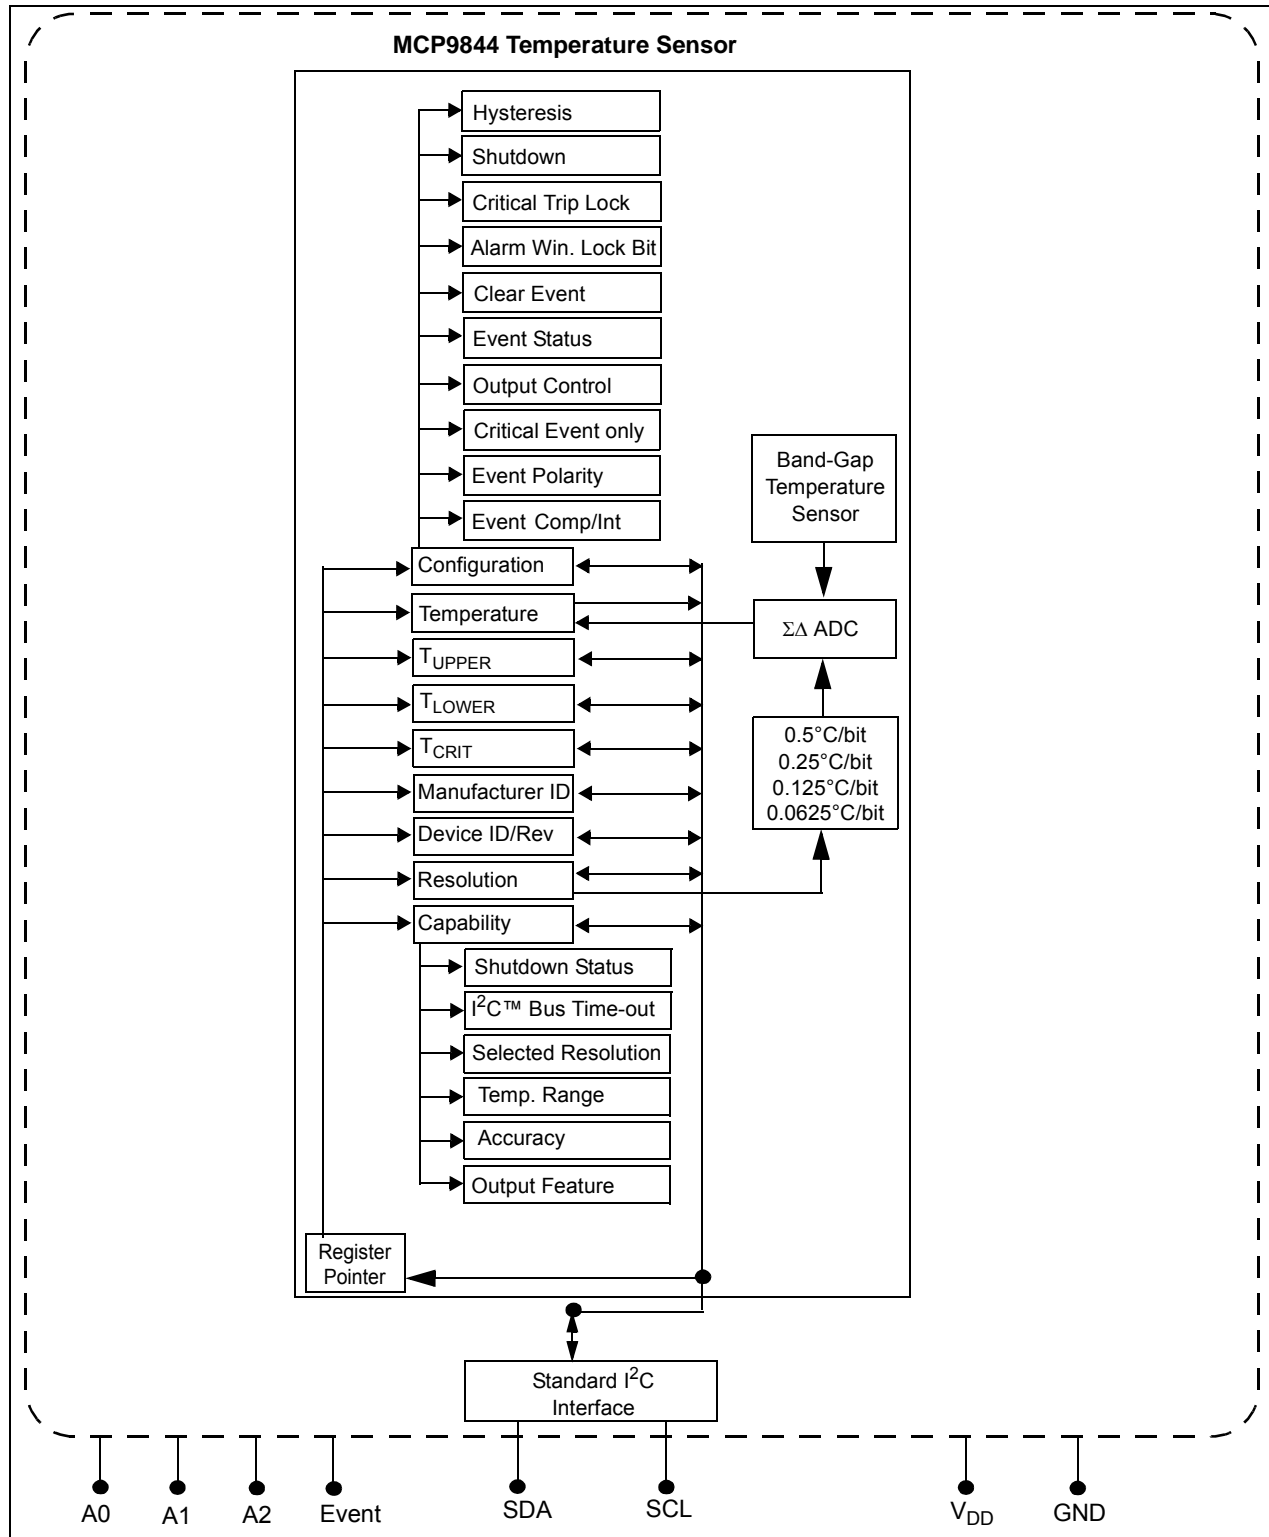 MCP9844 Temperature Sensor
Hysteresis
Shutdown
Critical Trip Lock
Alarm Win. Lock Bit
Clear Event
Event Status
Output Control
Critical Event only
Event Polarity
Event Comp/Int
Configuration
Temperature
T_UPPER
T_LOWER
T_CRIT
Manufacturer ID
Device ID/Rev
Resolution
Capability
Shutdown Status
I²C™ Bus Time-out
Selected Resolution
Temp. Range
Accuracy
Output Feature
Register
Pointer
Band-Gap
Temperature
Sensor
ΣΔ ADC
0.5°C/bit
0.25°C/bit
0.125°C/bit
0.0625°C/bit
Standard I²C
Interface
A0
A1
A2
Event
SDA
SCL
V_DD
GND